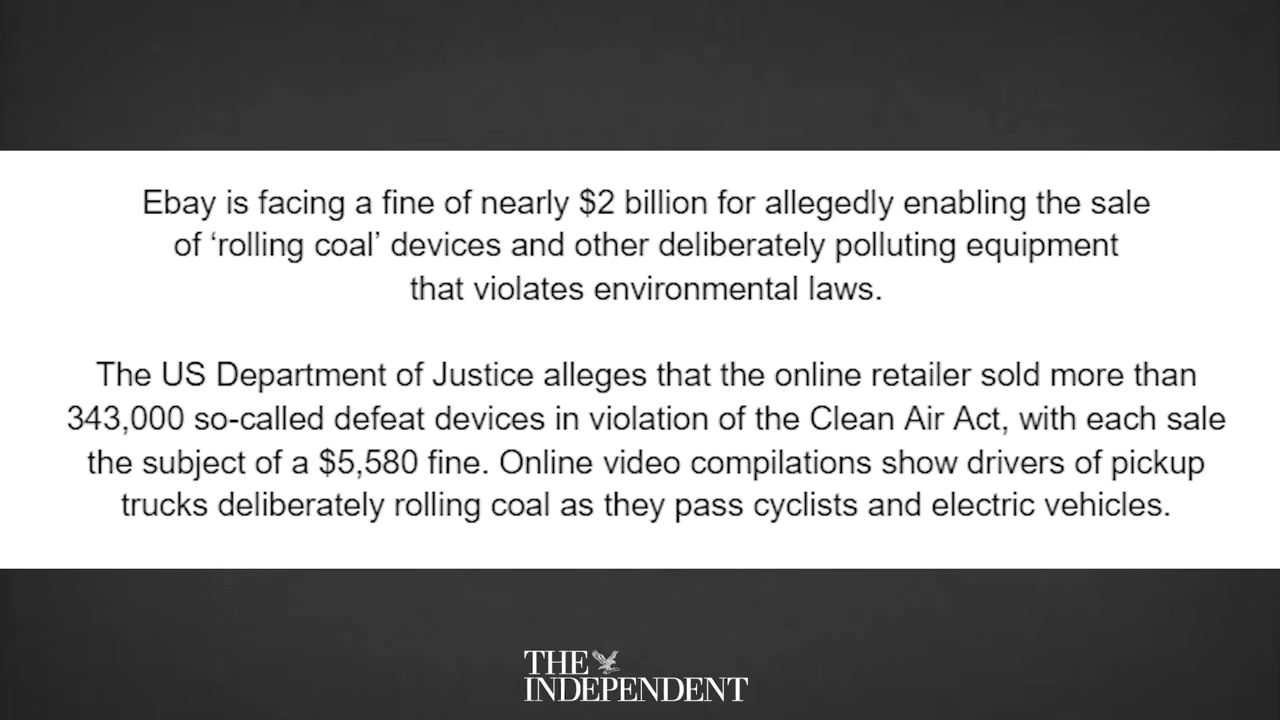 Ebay is facing a fine of nearly $2 billion for allegedly enabling the sale
of ‘rolling coal’ devices and other deliberately polluting equipment
that violates environmental laws.
The US Department of Justice alleges that the online retailer sold more than
343,000 so-called defeat devices in violation of the Clean Air Act, with each sale
the subject of a $5,580 fine. Online video compilations show drivers of pickup
trucks deliberately rolling coal as they pass cyclists and electric vehicles.
THE
INDEPENDENT